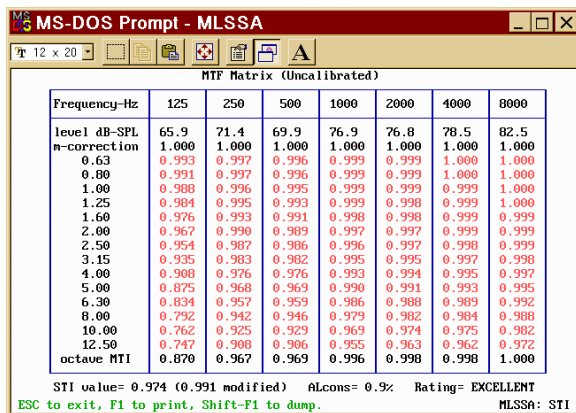 MS-DOS Prompt - MLSSA
12 x 20 A
MTF Matrix (Uncalibrated)
Frequency-Hz 125 250 500 1000 2000 4000 8000
level dB-SPL 65.9 71.4 69.9 76.9 76.8 78.5 82.5
m-correction 1.000 1.000 1.000 1.000 1.000 1.000 1.000
0.63 0.993 0.997 0.996 0.999 0.999 1.000 1.000
0.80 0.991 0.997 0.996 0.999 0.999 1.000 1.000
1.00 0.988 0.996 0.995 0.999 0.999 0.999 1.000
1.25 0.984 0.995 0.993 0.999 0.998 0.999 1.000
1.60 0.976 0.993 0.991 0.998 0.998 0.999 0.999
2.00 0.967 0.990 0.989 0.997 0.997 0.999 0.999
2.50 0.954 0.987 0.986 0.996 0.997 0.998 0.999
3.15 0.935 0.983 0.982 0.995 0.995 0.997 0.998
4.00 0.908 0.976 0.976 0.993 0.994 0.995 0.997
5.00 0.875 0.968 0.969 0.990 0.991 0.993 0.995
6.30 0.834 0.957 0.959 0.986 0.988 0.989 0.992
8.00 0.792 0.942 0.946 0.979 0.982 0.984 0.988
10.00 0.762 0.925 0.929 0.969 0.974 0.975 0.982
12.50 0.747 0.908 0.906 0.955 0.963 0.962 0.972
octave MTI 0.870 0.967 0.969 0.996 0.998 0.998 1.000
STI value= 0.974 (0.991 modified) ALcons= 0.9% Rating= EXCELLENT
ESC to exit, F1 to print, Shift-F1 to dump. MLSSA: STI